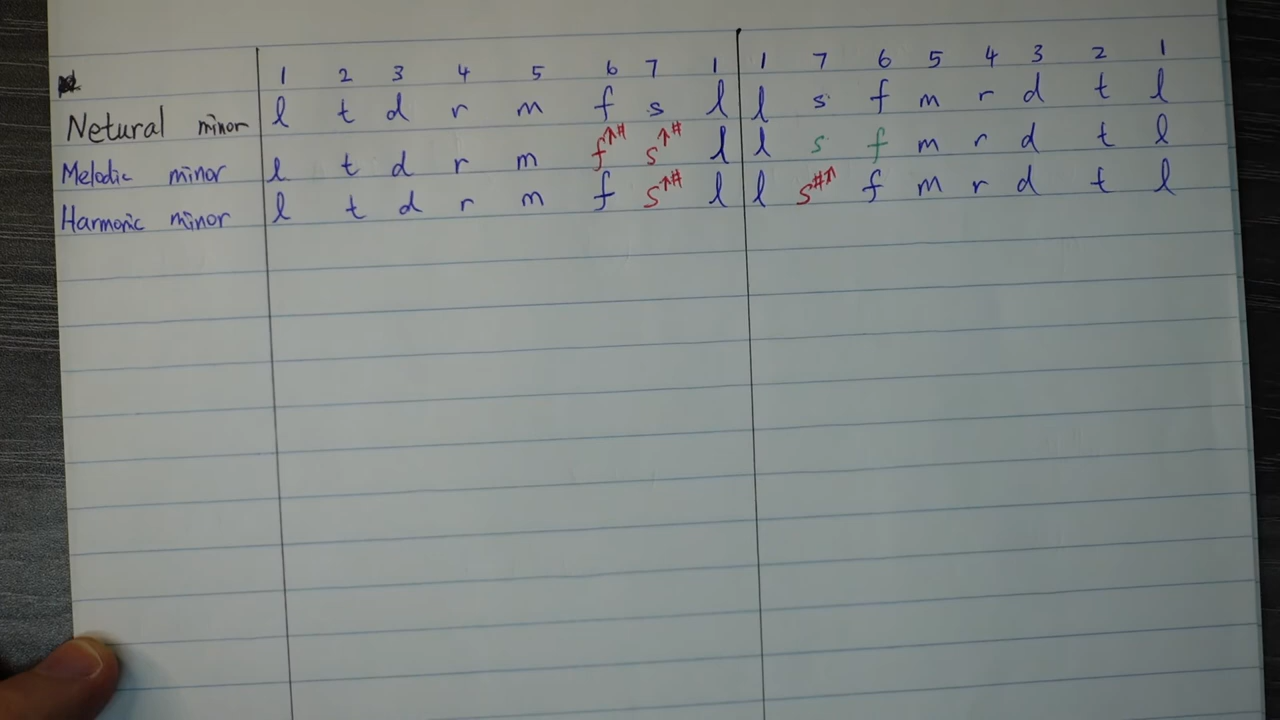 1 2 3 4 5 6 7 1 1 7 6 5 4 3 2 1
Netural minor l t d r m f s l l s f m r d t l
Melodic minor l t d r m f↑# s↑# l l s f m r d t l
Harmonic minor l t d r m f s↑# l l s#↑ f m r d t l